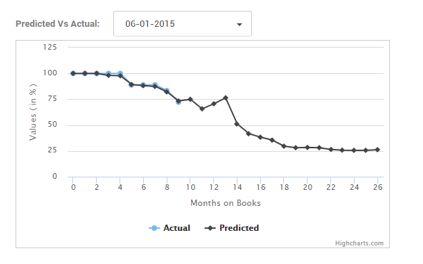 Predicted Vs Actual: 06-01-2015
Values ( in % )
125
100
75
50
25
0
0 2 4 6 8 10 12 14 16 18 20 22 24 26
Months on Books
Actual Predicted
Highcharts.com